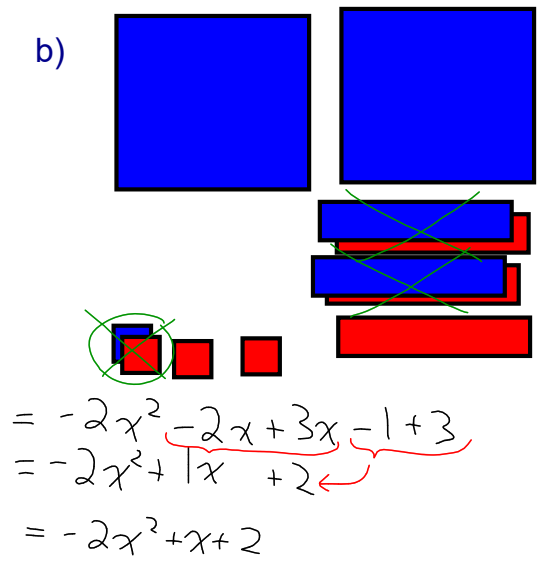 b)
= -2x² -2x + 3x -1 + 3
= -2x² + 1x + 2
= -2x² + x + 2